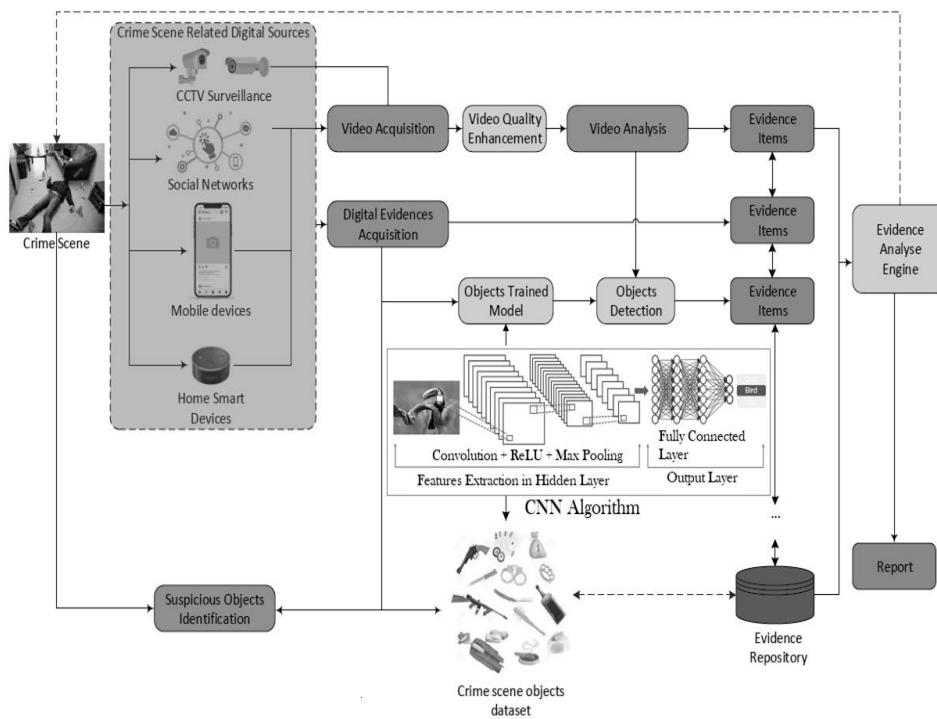 Crime Scene Related Digital Sources
CCTV Surveillance
Social Networks
Mobile devices
Home Smart
Devices
Crime Scene
Video Acquisition
Video Quality
Enhancement
Video Analysis
Evidence
Items
Digital Evidences
Acquisition
Evidence
Items
Evidence
Analyse
Engine
Objects Trained
Model
Objects
Detection
Evidence
Items
Bird
Convolution + ReLU + Max Pooling
Fully Connected
Layer
Features Extraction in Hidden Layer
Output Layer
CNN Algorithm
...
Report
Suspicious Objects
Identification
Evidence
Repository
Crime scene objects
dataset